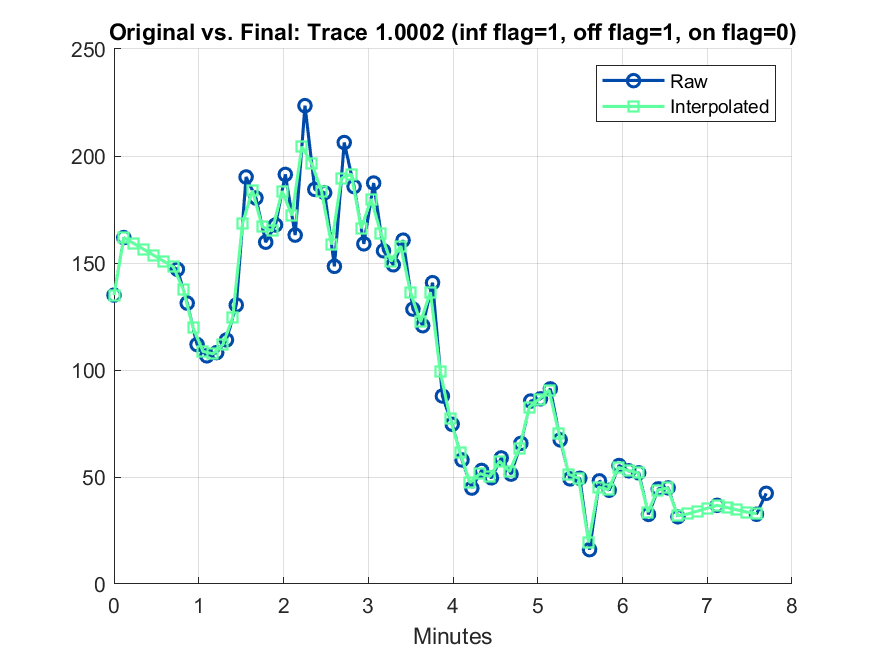 Original vs. Final: Trace 1.0002 (inf flag=1, off flag=1, on flag=0)
250
200
150
100
50
0
Raw
Interpolated
0 1 2 3 4 5 6 7 8
Minutes